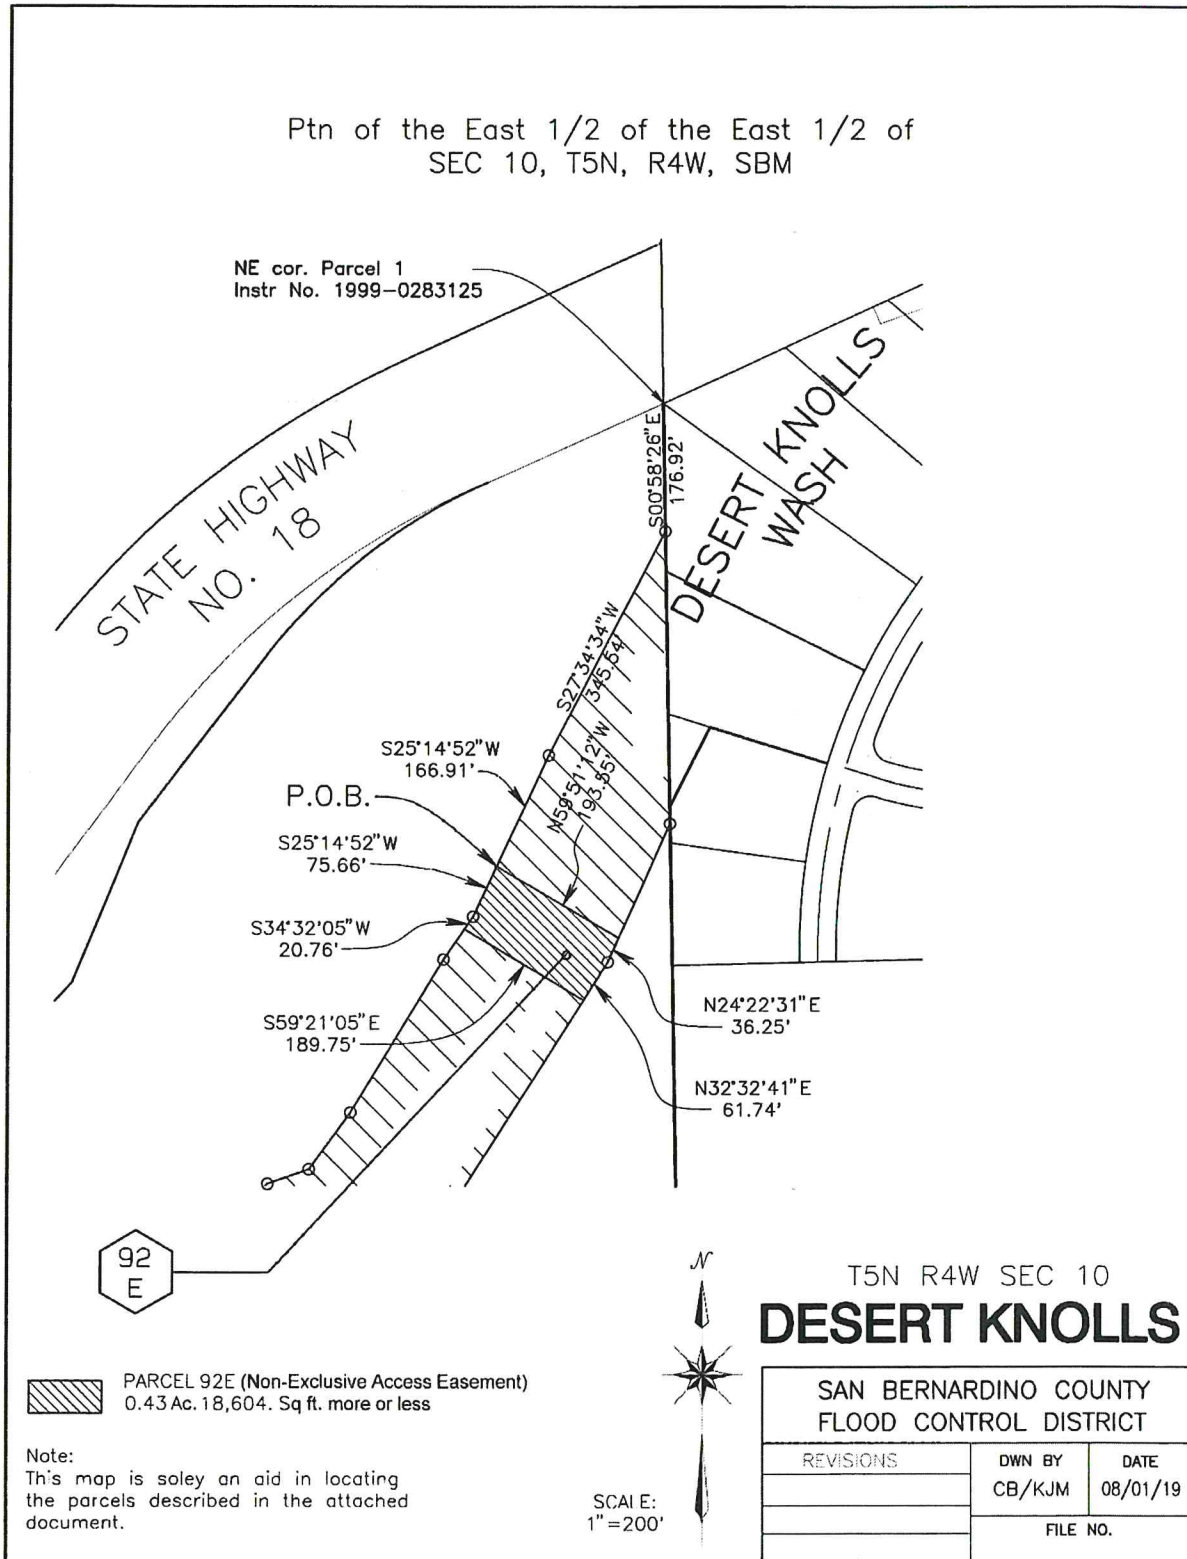 Ptn of the East 1/2 of the East 1/2 of
SEC 10, T5N, R4W, SBM
NE cor. Parcel 1
Instr No. 1999-0283125
STATE HIGHWAY
NO. 18
DESERT KNOLLS
WASH
S00°58'26"E
176.92'
S27°34'34"W
345.54'
S25°14'52"W
166.91'
N59°51'12"W
193.55'
P.O.B.
S25°14'52"W
75.66'
S34°32'05"W
20.76'
S59°21'05"E
189.75'
N24°22'31"E
36.25'
N32°32'41"E
61.74'
92
E
N
T5N R4W SEC 10
DESERT KNOLLS
PARCEL 92E (Non-Exclusive Access Easement)
0.43 Ac. 18,604. Sq ft. more or less
Note:
This map is soley an aid in locating
the parcels described in the attached
document.
SCALE:
1"=200'
SAN BERNARDINO COUNTY
FLOOD CONTROL DISTRICT
REVISIONS
DWN BY
CB/KJM
DATE
08/01/19
FILE NO.